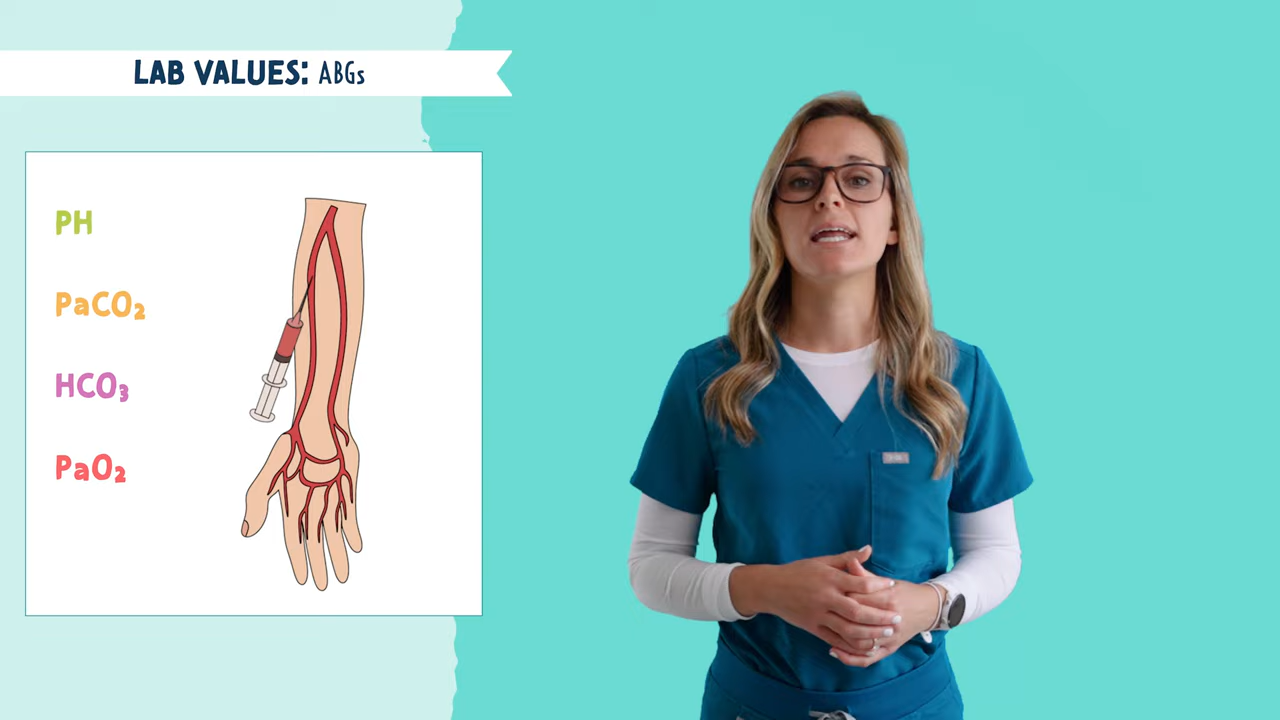 LAB VALUES: ABGs
PH
PaCO₂
HCO₃
PaO₂